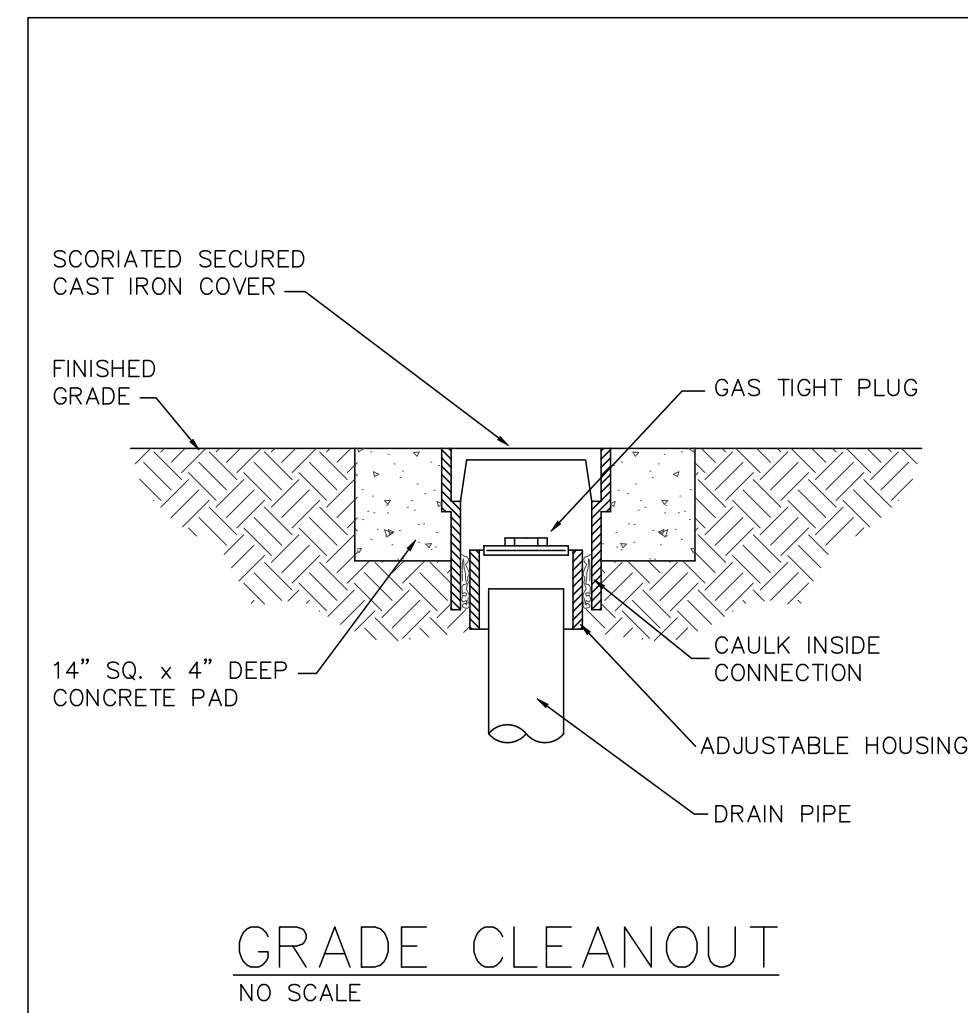 SCORIATED SECURED
CAST IRON COVER
FINISHED
GRADE
GAS TIGHT PLUG
14" SQ. x 4" DEEP
CONCRETE PAD
CAULK INSIDE
CONNECTION
ADJUSTABLE HOUSING
DRAIN PIPE
GRADE CLEANOUT
NO SCALE